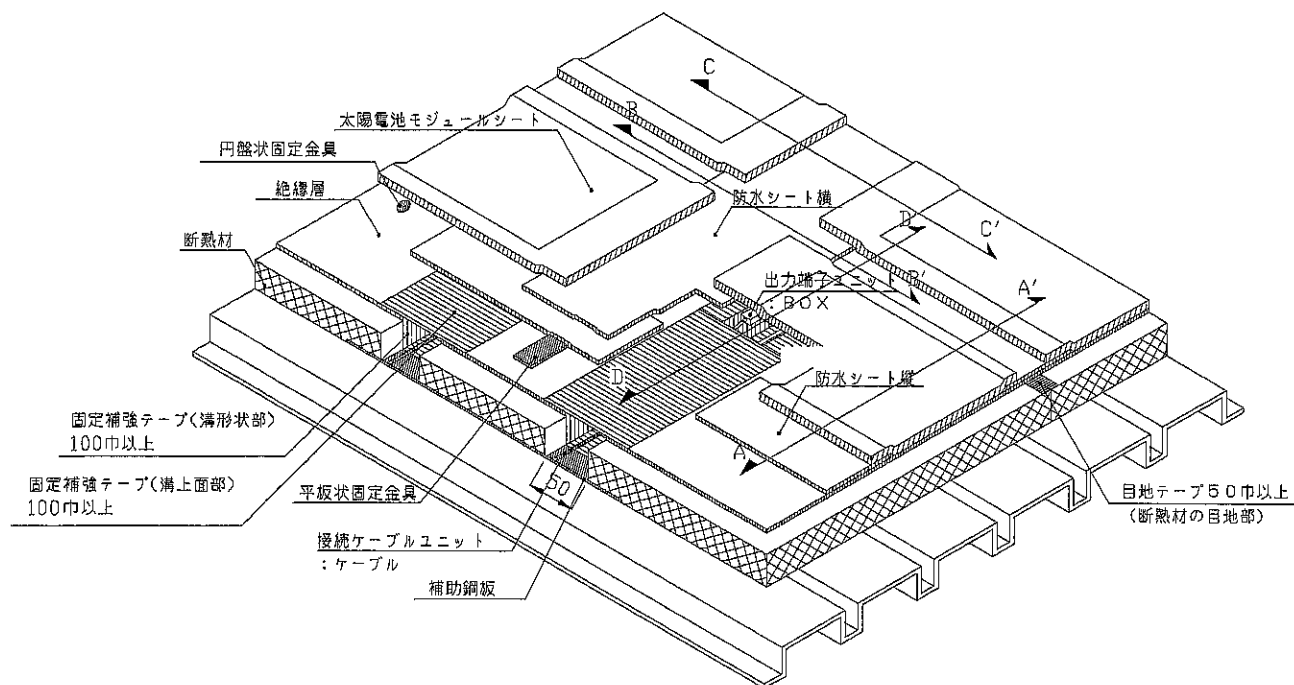 C
B
太陽電池モジュールシート
円盤状固定金具
絶縁層
断熱材
防水シート横
D'
C'
出力端子ユニット
:BOX
B'
A'
D
防水シート縦
A
50
固定補強テープ(溝形状部)
100巾以上
固定補強テープ(溝上面部)
100巾以上
平板状固定金具
接続ケーブルユニット
:ケーブル
補助鋼板
目地テープ50巾以上
(断熱材の目地部)